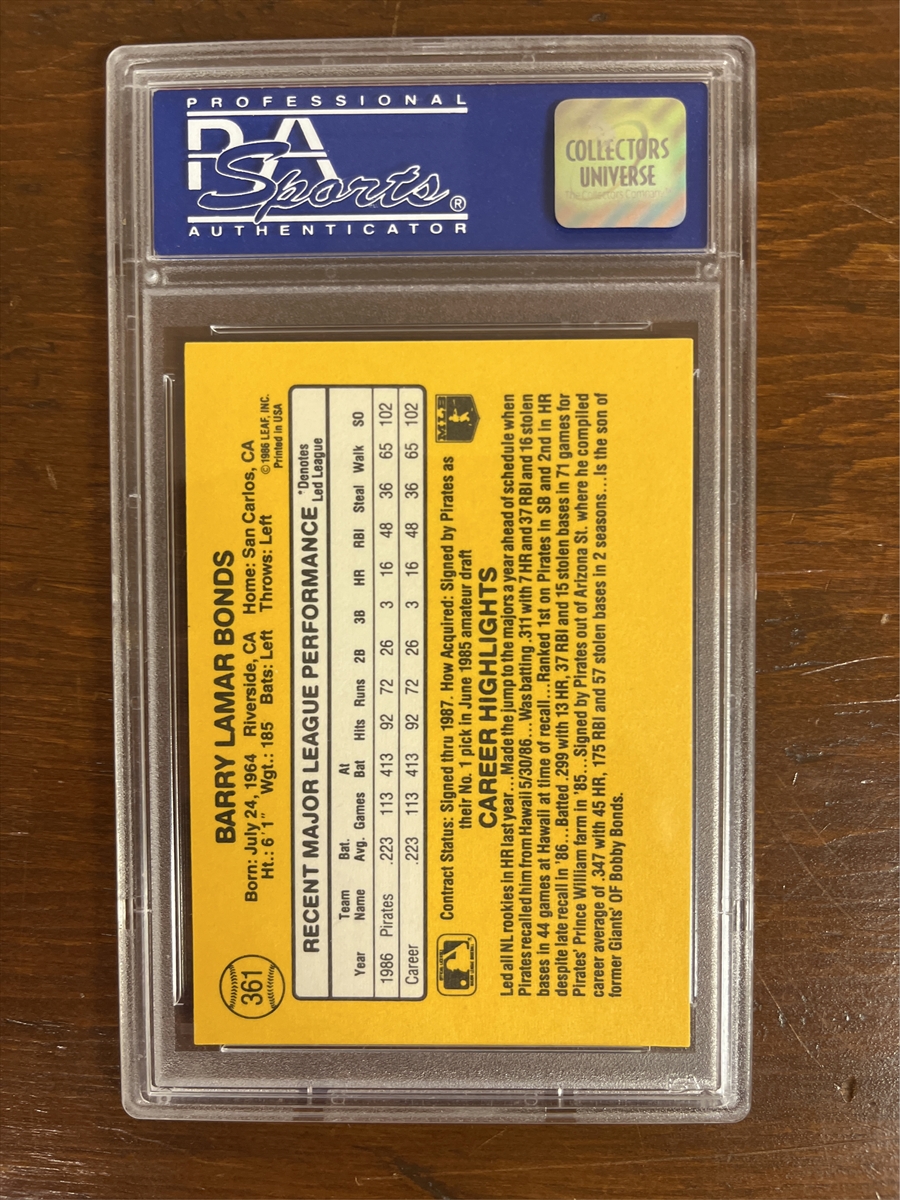 PROFESSIONAL
PSA
Sports®
AUTHENTICATOR
COLLECTORS
UNIVERSE
The Collectors Company
361
BARRY LAMAR BONDS
Born: July 24, 1964 Riverside, CA Home: San Carlos, CA
Ht.: 6'1" Wgt.: 185 Bats: Left Throws: Left
© 1986 LEAF, INC.
Printed in USA
RECENT MAJOR LEAGUE PERFORMANCE
*Denotes
Led League
Year Team Name Bat. Avg. Games At Bat Hits Runs 2B 3B HR RBI Steal Walk SO
1986 Pirates .223 113 413 92 72 26 3 16 48 36 65 102
Career .223 113 413 92 72 26 3 16 48 36 65 102
Contract Status: Signed thru 1987. How Acquired: Signed by Pirates as
their No. 1 pick in June 1985 amateur draft
MLB
CAREER HIGHLIGHTS
Led all NL rookies in HR last year...Made the jump to the majors a year ahead of schedule when
Pirates recalled him from Hawaii 5/30/86...Was batting .311 with 7 HR and 37 RBI and 16 stolen
bases in 44 games at Hawaii at time of recall...Ranked 1st on Pirates in SB and 2nd in HR
despite late recall in '86...Batted .299 with 13 HR, 37 RBI and 15 stolen bases in 71 games for
Pirates' Prince William farm in '85...Signed by Pirates out of Arizona St. where he compiled
career average of .347 with 45 HR, 175 RBI and 57 stolen bases in 2 seasons...Is the son of
former Giants' OF Bobby Bonds.